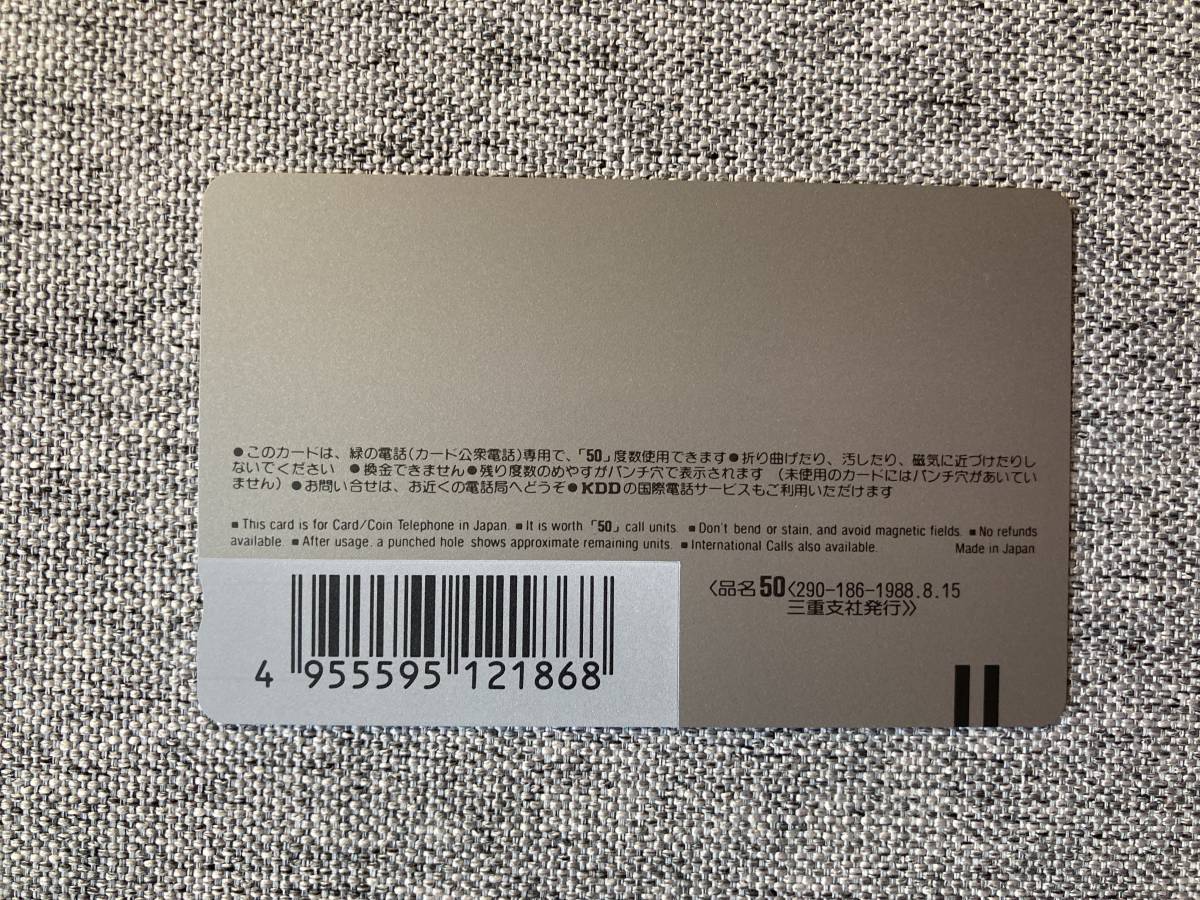 ●このカードは、緑の電話(カード公衆電話)専用で、「50」度数使用できます●折り曲げたり、汚したり、磁気に近づけたりし
ないでください ●換金できません●残り度数のめやすがパンチ穴で表示されます (未使用のカードにはパンチ穴があいてい
ません)●お問い合せは、お近くの電話局へどうぞ●KDDの国際電話サービスもご利用いただけます
■This card is for Card/Coin Telephone in Japan. ■It is worth 「50」 call units. ■Don't bend or stain, and avoid magnetic fields. ■No refunds
available. ■After usage, a punched hole shows approximate remaining units. ■International Calls also available. Made in Japan
〈品名50〈290-186-1988.8.15
三重支社発行〉〉
4 955595 121868